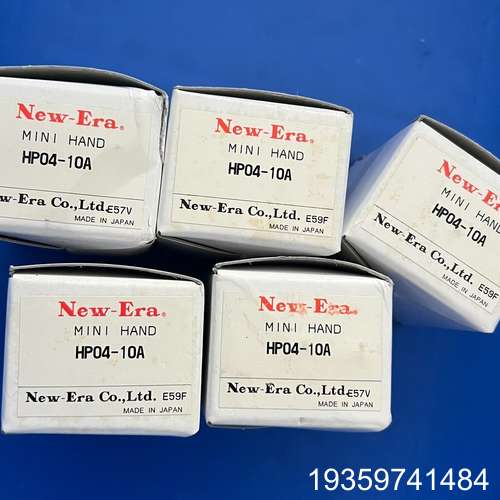 New-Era®
MINI HAND
HP04-10A
New-Era Co.,Ltd. E57V
MADE IN JAPAN
New-Era®
MINI HAND
HP04-10A
New-Era Co.,Ltd. E59F
MADE IN JAPAN
New-Era
MINI HAND
HP04-10A
New-Era Co.,Ltd. E59F
MADE IN JAPAN
New-Era®
MINI HAND
HP04-10A
New-Era Co.,Ltd. E59F
MADE IN JAPAN
New-Era®
MINI HAND
HP04-10A
New-Era Co.,Ltd. E57V
MADE IN JAPAN
19359741484